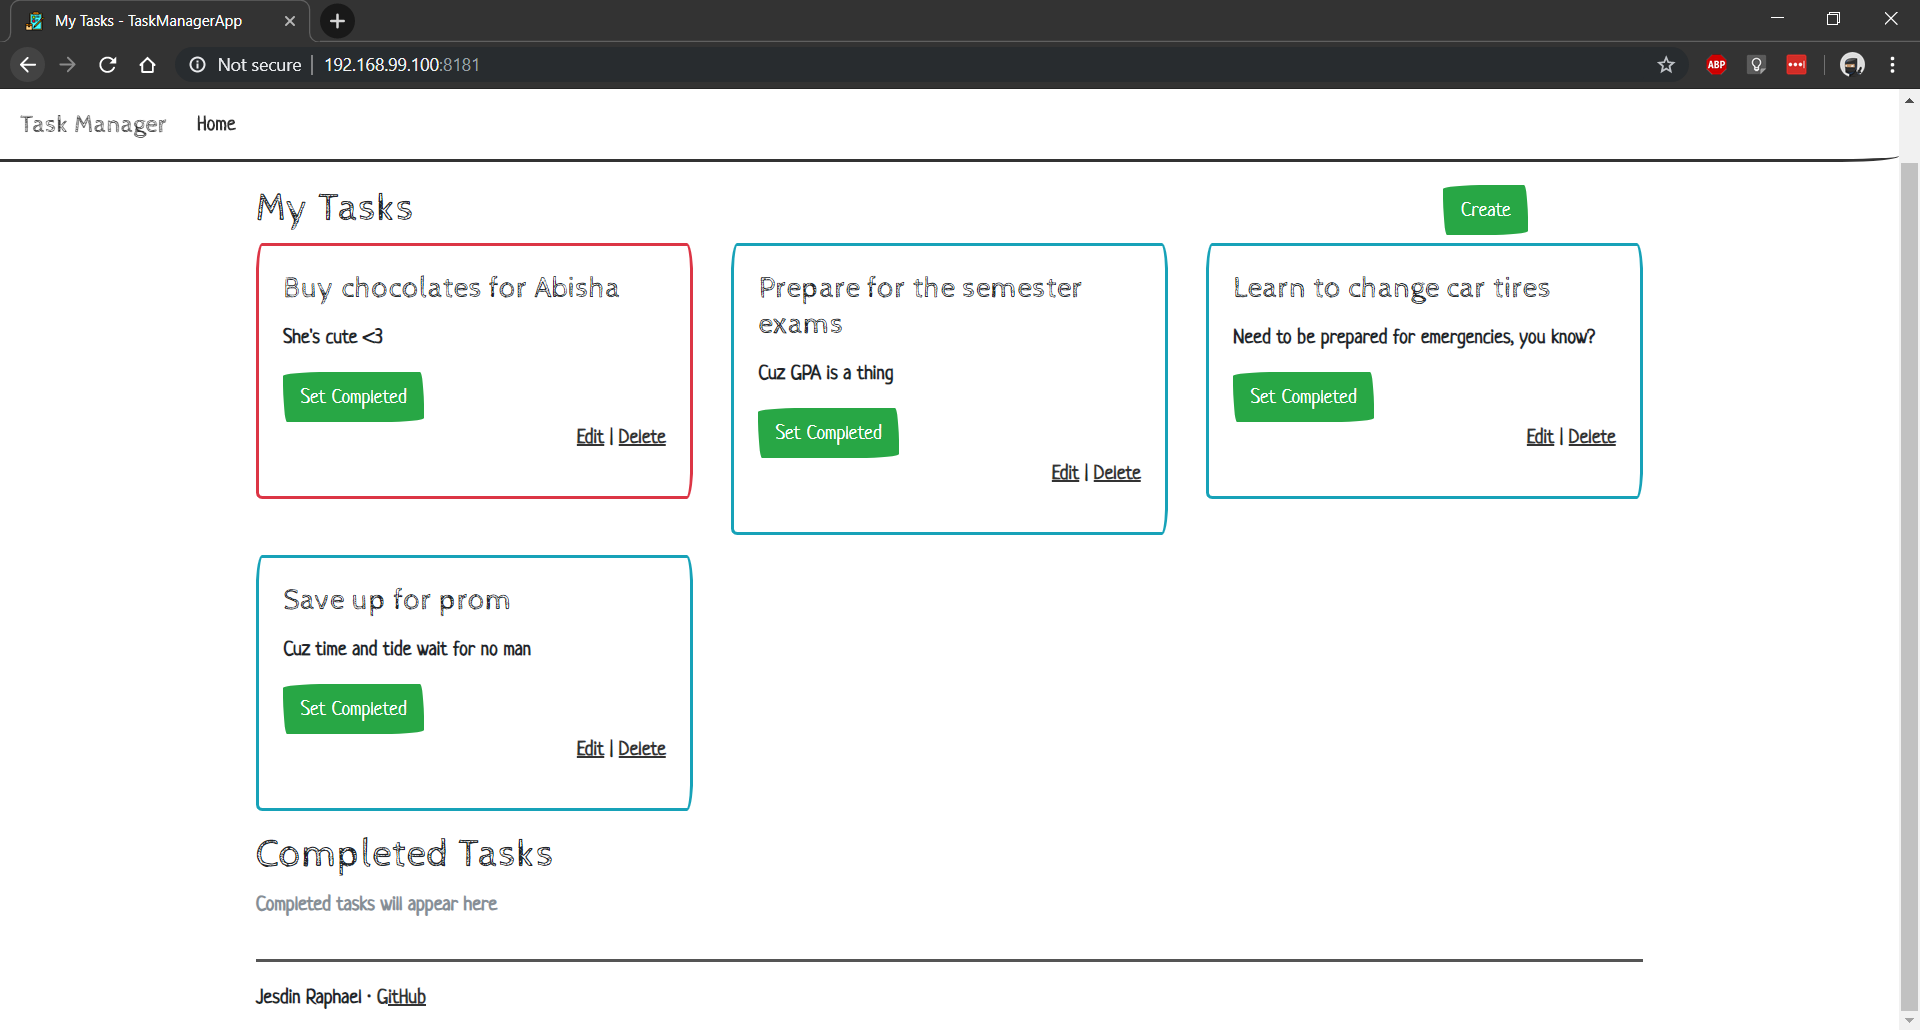 My Tasks - TaskManagerApp
Not secure | 192.168.99.100:8181
ABP
Task Manager
Home
My Tasks
Create
Buy chocolates for Abisha
She's cute <3
Set Completed
Edit | Delete
Prepare for the semester
exams
Cuz GPA is a thing
Set Completed
Edit | Delete
Learn to change car tires
Need to be prepared for emergencies, you know?
Set Completed
Edit | Delete
Save up for prom
Cuz time and tide wait for no man
Set Completed
Edit | Delete
Completed Tasks
Completed tasks will appear here
Jesdin Raphael · GitHub